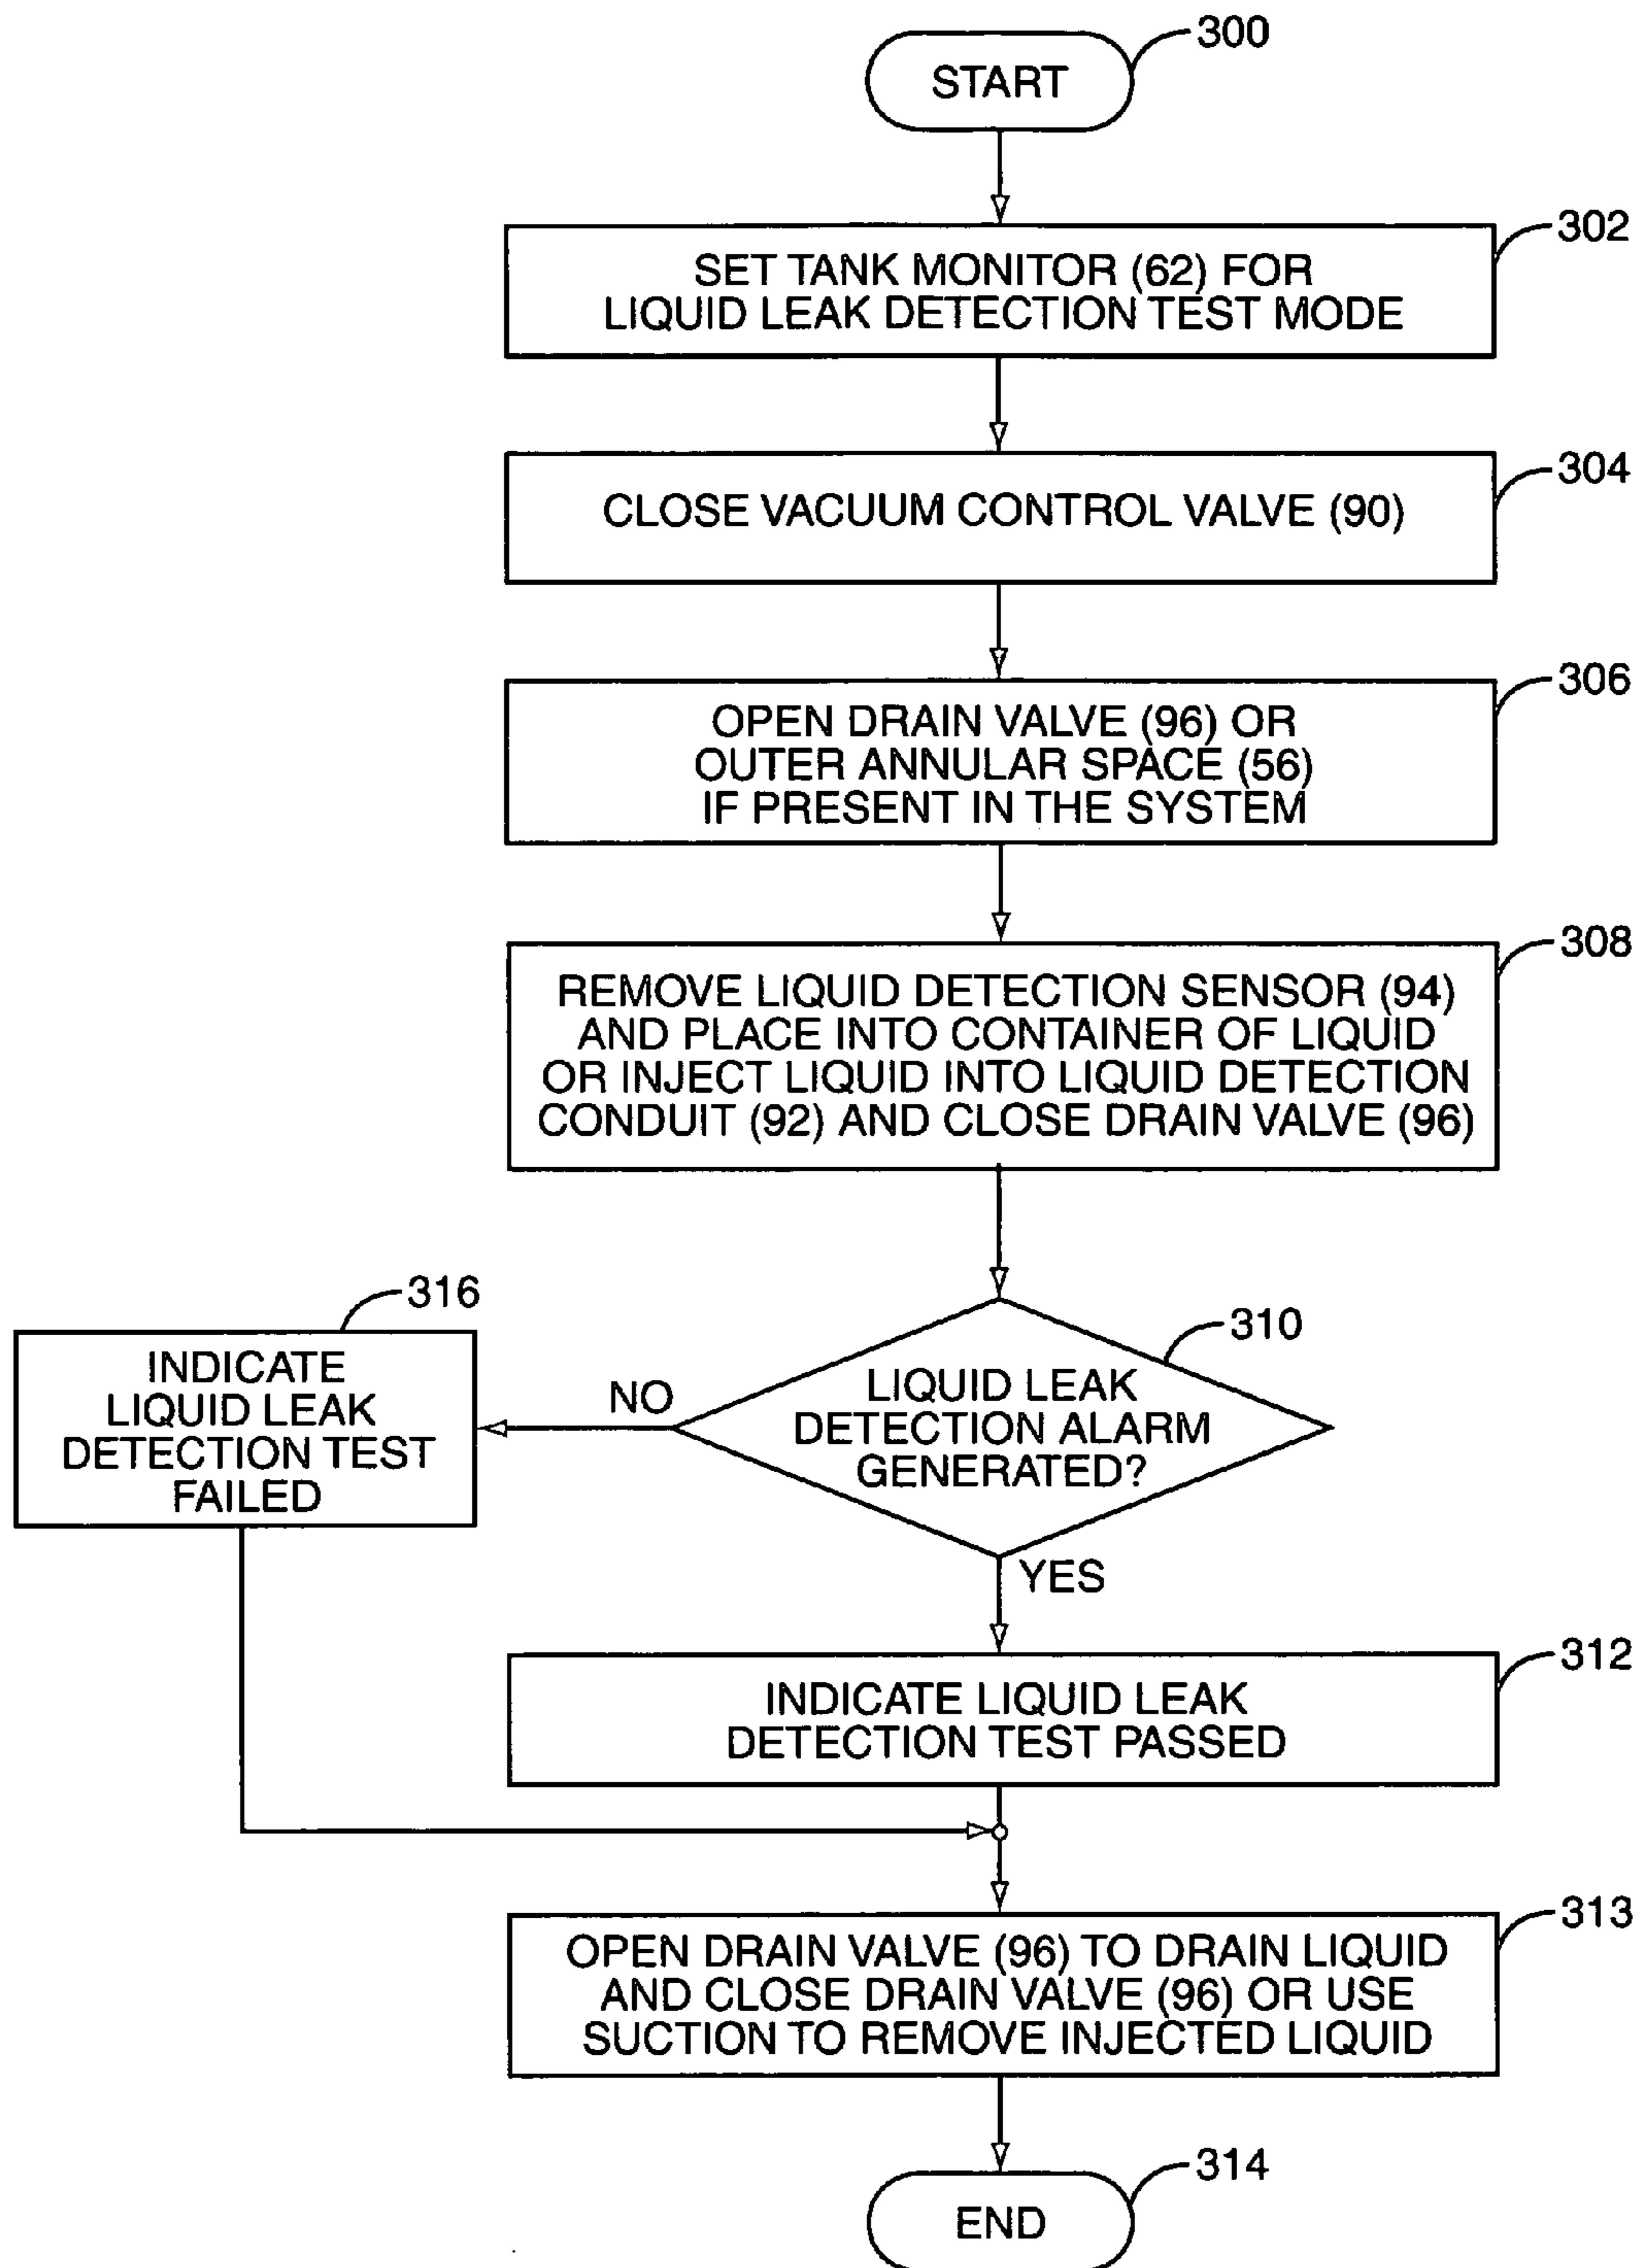 300
START
302
SET TANK MONITOR (62) FOR
LIQUID LEAK DETECTION TEST MODE
304
CLOSE VACUUM CONTROL VALVE (90)
306
OPEN DRAIN VALVE (96) OR
OUTER ANNULAR SPACE (56)
IF PRESENT IN THE SYSTEM
308
REMOVE LIQUID DETECTION SENSOR (94)
AND PLACE INTO CONTAINER OF LIQUID
OR INJECT LIQUID INTO LIQUID DETECTION
CONDUIT (92) AND CLOSE DRAIN VALVE (96)
316
INDICATE
LIQUID LEAK
DETECTION TEST
FAILED
NO
310
LIQUID LEAK
DETECTION ALARM
GENERATED?
YES
312
INDICATE LIQUID LEAK
DETECTION TEST PASSED
313
OPEN DRAIN VALVE (96) TO DRAIN LIQUID
AND CLOSE DRAIN VALVE (96) OR USE
SUCTION TO REMOVE INJECTED LIQUID
314
END